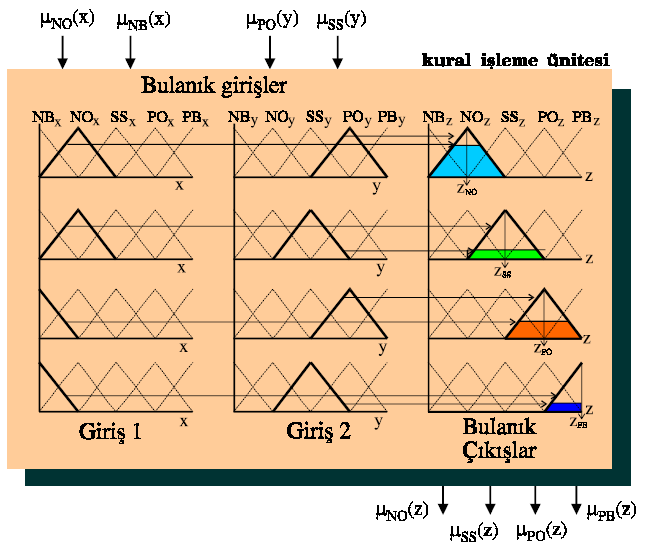 μNO(x) μNB(x) μPO(y) μSS(y)
kural işleme ünitesi
Bulanık girişler
NBx NOx SSx POx PBx NBy NOy SSy POy PBy NBz NOz SSz POz PBz
x y z
zNO
x y z
zSS
x y z
zPO
x y z
zPB
Giriş 1 Giriş 2 Bulanık
Çıkışlar
μNO(z) μSS(z) μPO(z) μPB(z)